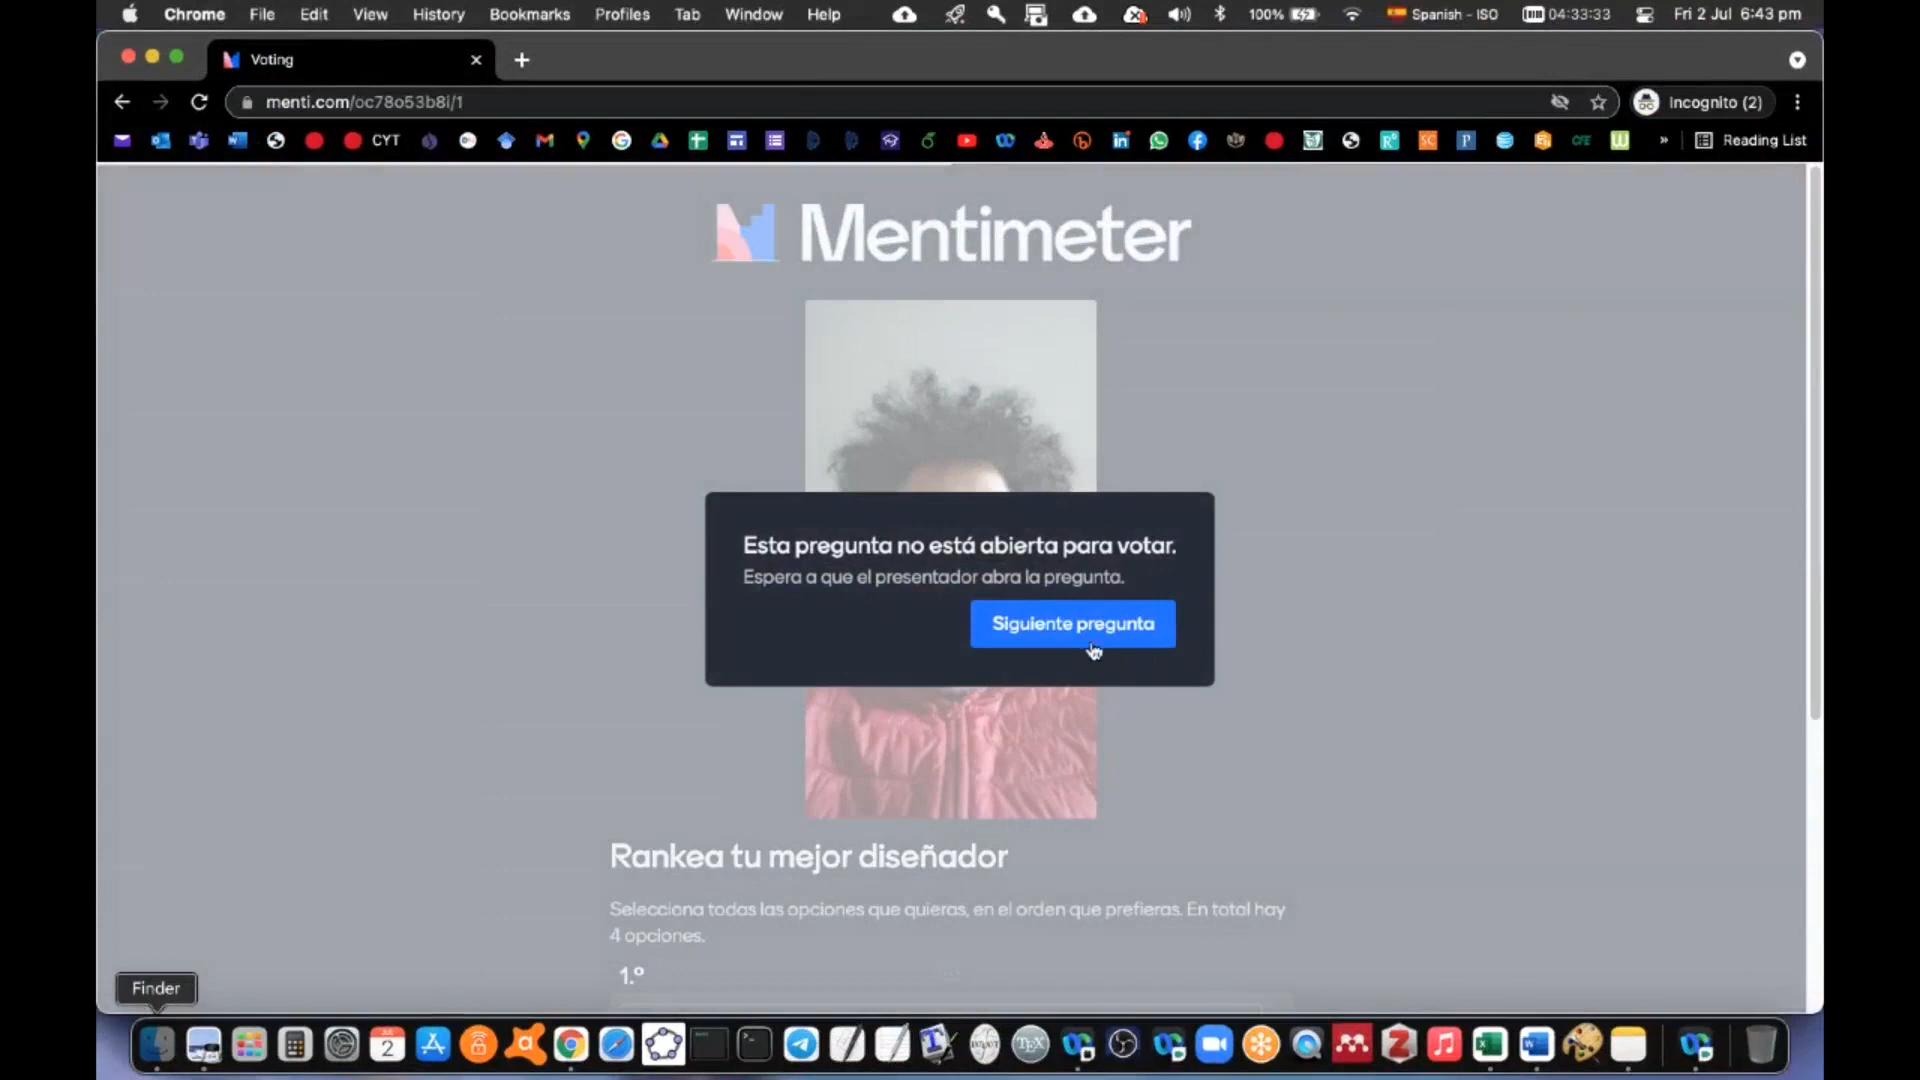 Chrome File Edit View History Bookmarks Profiles Tab Window Help 100% Spanish - ISO 04:33:33 Fri 2 Jul 6:43 pm
Voting
menti.com/oc78o53b8i/1 Incognito (2)
CYT » Reading List
Mentimeter
Esta pregunta no está abierta para votar.
Espera a que el presentador abra la pregunta.
Siguiente pregunta
Rankea tu mejor diseñador
Selecciona todas las opciones que quieras, en el orden que prefieras. En total hay
4 opciones.
1.º
Finder